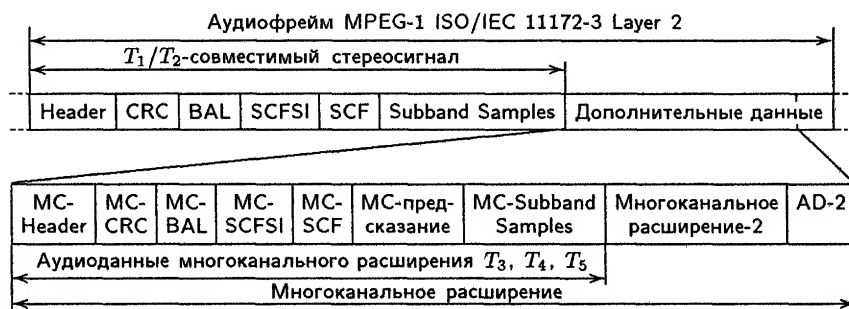 Аудиофрейм MPEG-1 ISO/IEC 11172-3 Layer 2
T₁/T₂-совместимый стереосигнал
Header CRC BAL SCFSI SCF Subband Samples Дополнительные данные
MC-Header MC-CRC MC-BAL MC-SCFSI MC-SCF MC-пред-сказание MC-Subband Samples Многоканальное расширение-2 AD-2
Аудиоданные многоканального расширения T₃, T₄, T₅
Многоканальное расширение